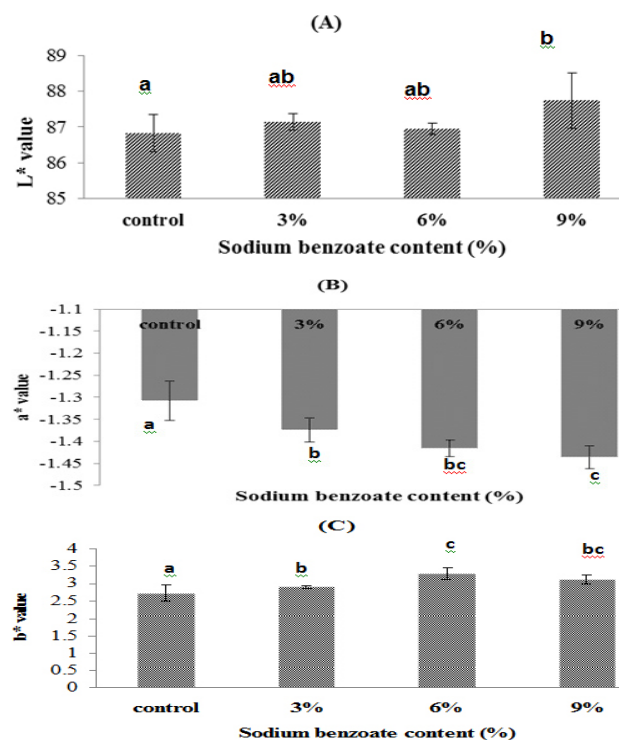 (A)
89
88
87
86
85
L* value
a
ab
ab
b
control 3% 6% 9%
Sodium benzoate content (%)
(B)
-1.1
-1.15
-1.2
-1.25
-1.3
-1.35
-1.4
-1.45
-1.5
a* value
control 3% 6% 9%
a
b
bc
c
Sodium benzoate content (%)
(C)
4
3.5
3
2.5
2
1.5
1
0.5
0
b* value
a
b
c
bc
control 3% 6% 9%
Sodium benzoate content (%)